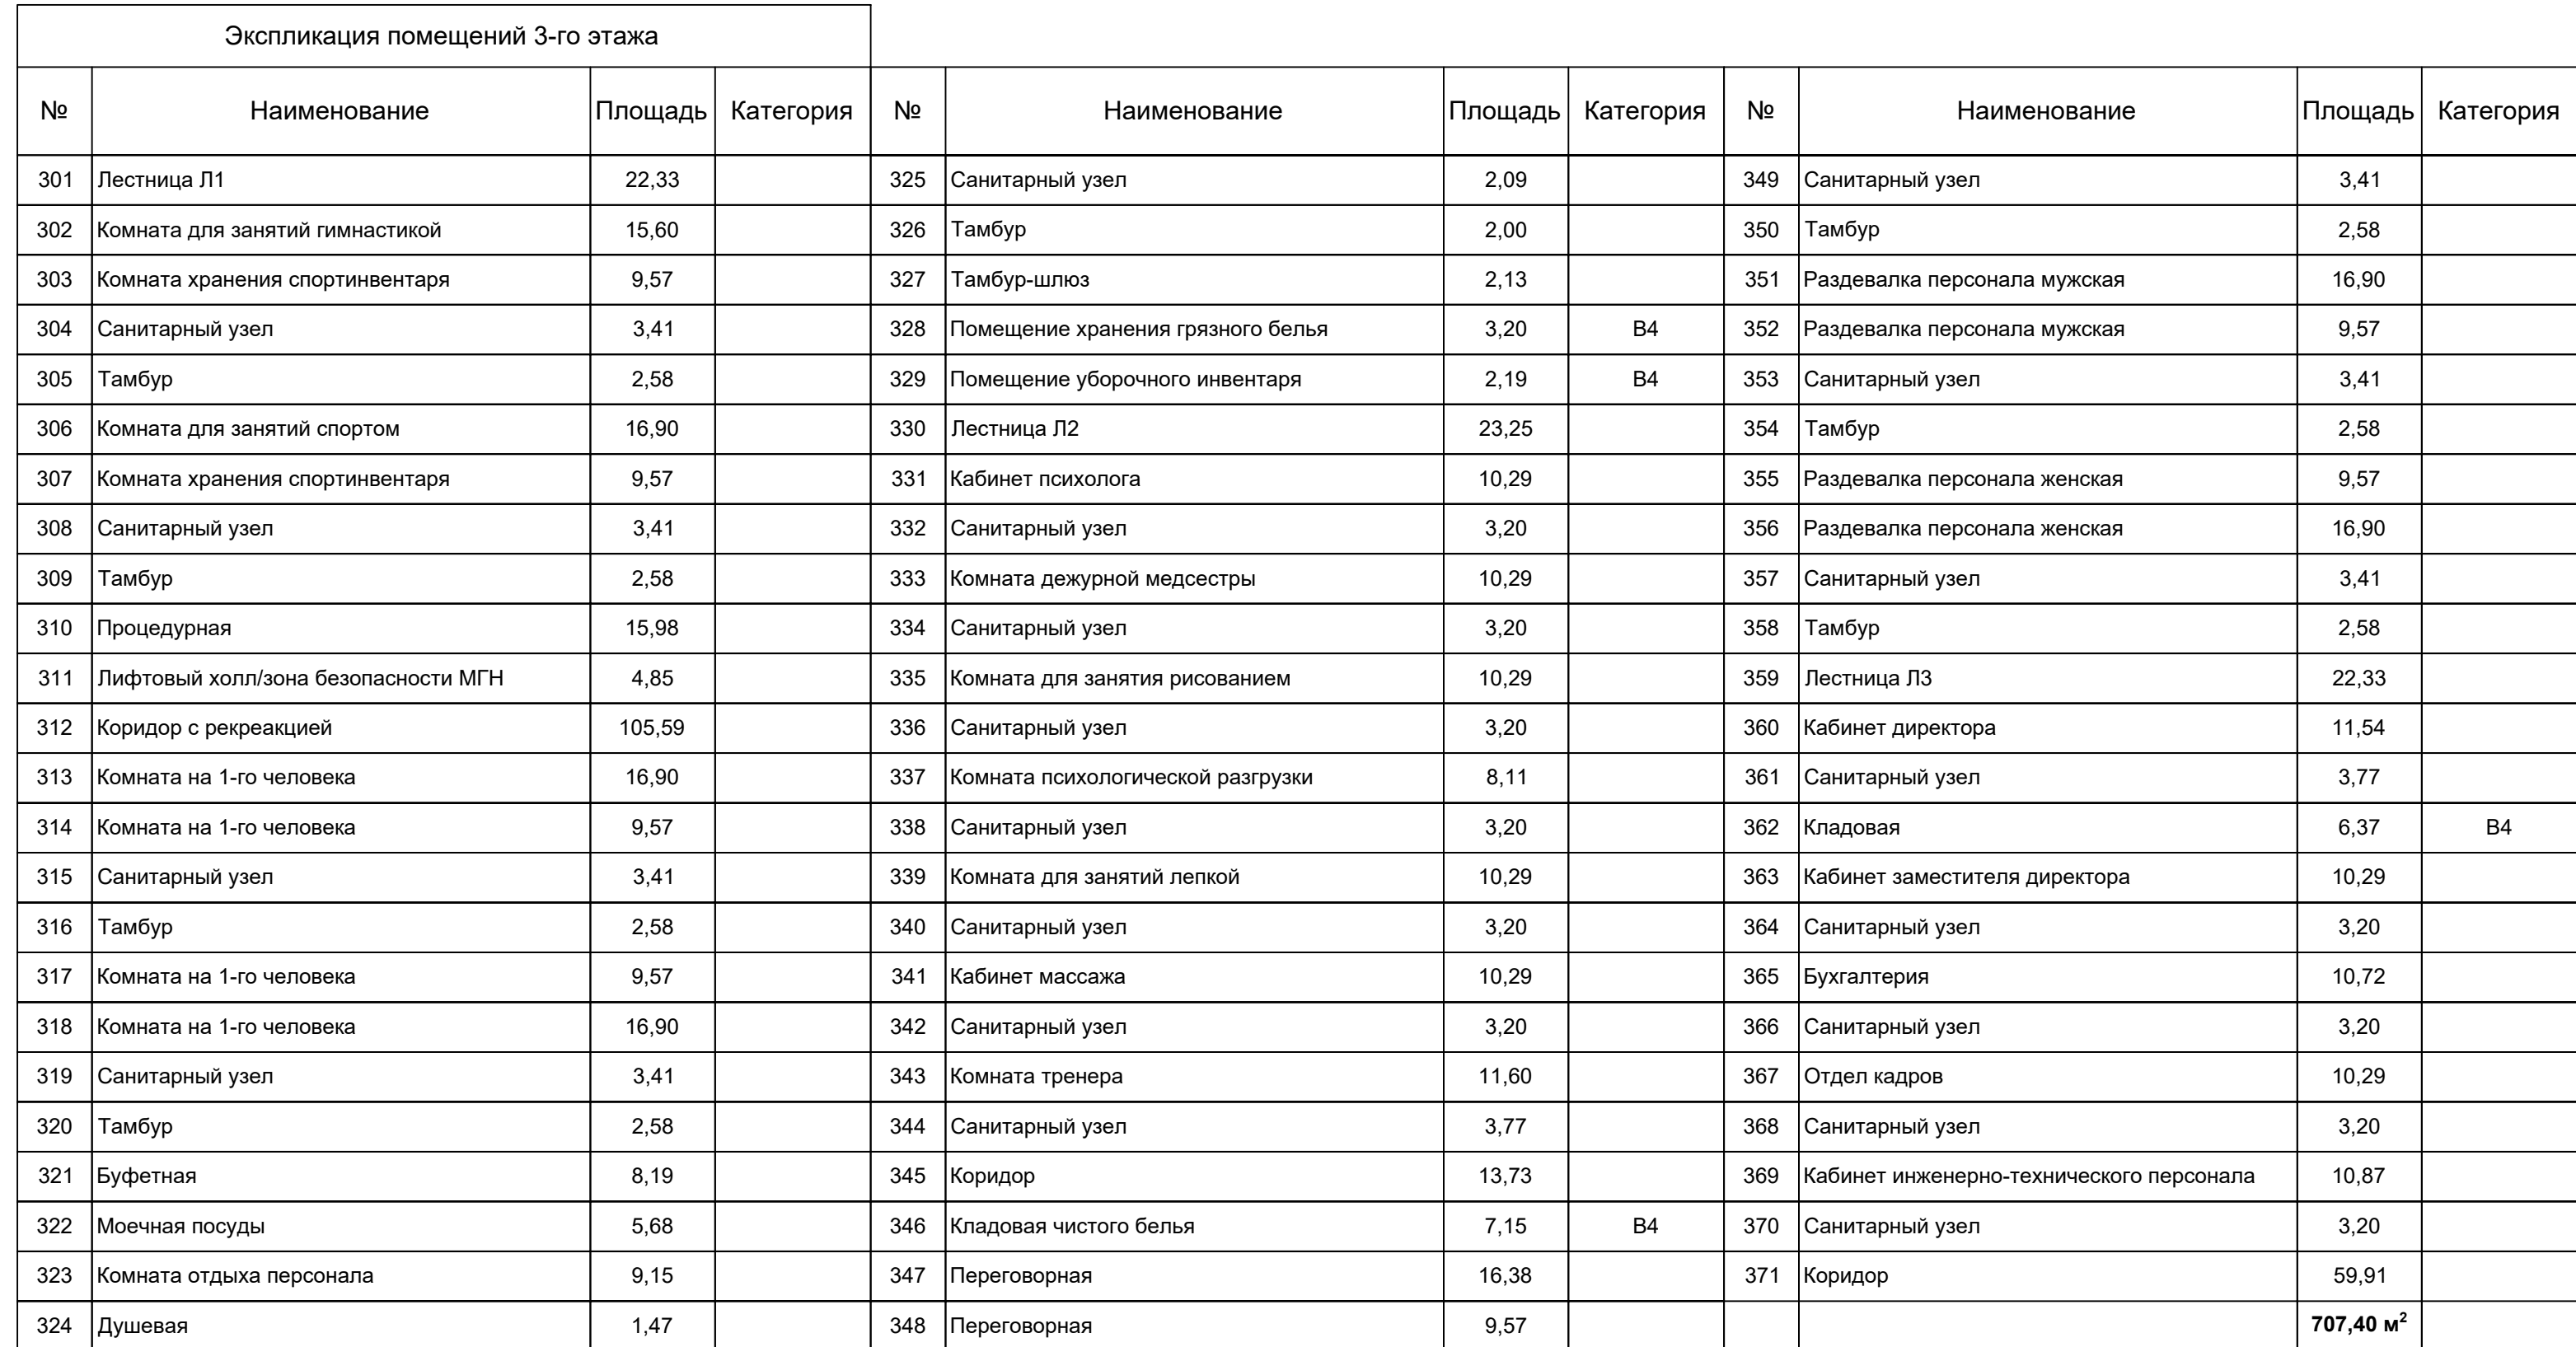 Экспликация помещений 3-го этажа
№ Наименование Площадь Категория № Наименование Площадь Категория № Наименование Площадь Категория
301 Лестница Л1 22,33 325 Санитарный узел 2,09 349 Санитарный узел 3,41
302 Комната для занятий гимнастикой 15,60 326 Тамбур 2,00 350 Тамбур 2,58
303 Комната хранения спортинвентаря 9,57 327 Тамбур-шлюз 2,13 351 Раздевалка персонала мужская 16,90
304 Санитарный узел 3,41 328 Помещение хранения грязного белья 3,20 В4 352 Раздевалка персонала мужская 9,57
305 Тамбур 2,58 329 Помещение уборочного инвентаря 2,19 В4 353 Санитарный узел 3,41
306 Комната для занятий спортом 16,90 330 Лестница Л2 23,25 354 Тамбур 2,58
307 Комната хранения спортинвентаря 9,57 331 Кабинет психолога 10,29 355 Раздевалка персонала женская 9,57
308 Санитарный узел 3,41 332 Санитарный узел 3,20 356 Раздевалка персонала женская 16,90
309 Тамбур 2,58 333 Комната дежурной медсестры 10,29 357 Санитарный узел 3,41
310 Процедурная 15,98 334 Санитарный узел 3,20 358 Тамбур 2,58
311 Лифтовый холл/зона безопасности МГН 4,85 335 Комната для занятия рисованием 10,29 359 Лестница Л3 22,33
312 Коридор с рекреакцией 105,59 336 Санитарный узел 3,20 360 Кабинет директора 11,54
313 Комната на 1-го человека 16,90 337 Комната психологической разгрузки 8,11 361 Санитарный узел 3,77
314 Комната на 1-го человека 9,57 338 Санитарный узел 3,20 362 Кладовая 6,37 В4
315 Санитарный узел 3,41 339 Комната для занятий лепкой 10,29 363 Кабинет заместителя директора 10,29
316 Тамбур 2,58 340 Санитарный узел 3,20 364 Санитарный узел 3,20
317 Комната на 1-го человека 9,57 341 Кабинет массажа 10,29 365 Бухгалтерия 10,72
318 Комната на 1-го человека 16,90 342 Санитарный узел 3,20 366 Санитарный узел 3,20
319 Санитарный узел 3,41 343 Комната тренера 11,60 367 Отдел кадров 10,29
320 Тамбур 2,58 344 Санитарный узел 3,77 368 Санитарный узел 3,20
321 Буфетная 8,19 345 Коридор 13,73 369 Кабинет инженерно-технического персонала 10,87
322 Моечная посуды 5,68 346 Кладовая чистого белья 7,15 В4 370 Санитарный узел 3,20
323 Комната отдыха персонала 9,15 347 Переговорная 16,38 371 Коридор 59,91
324 Душевая 1,47 348 Переговорная 9,57 707,40 м²